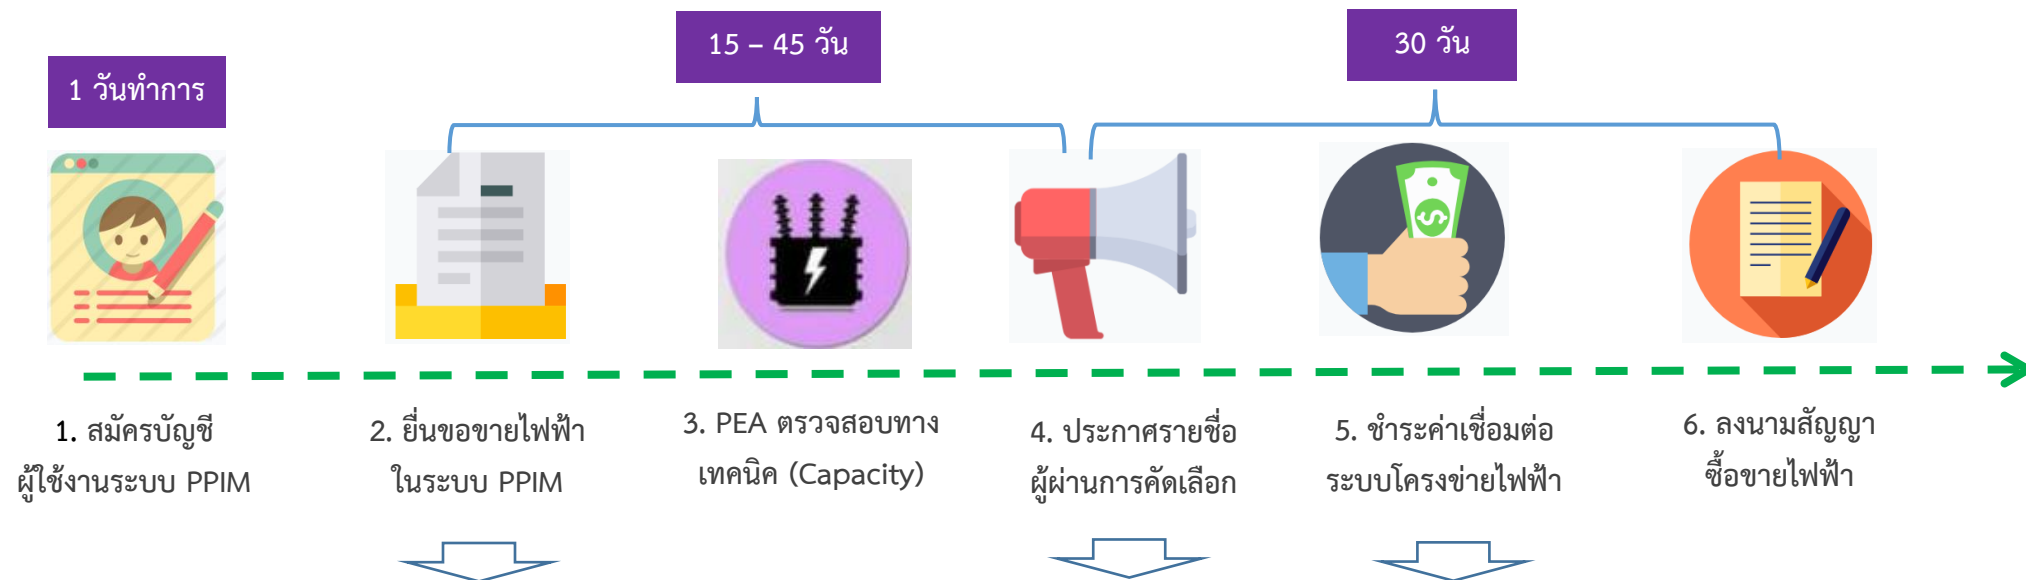 1 วันทำการ
15 – 45 วัน
30 วัน
1. สมัครบัญชี
ผู้ใช้งานระบบ PPIM
2. ยื่นขอขายไฟฟ้า
ในระบบ PPIM
3. PEA ตรวจสอบทาง
เทคนิค (Capacity)
4. ประกาศรายชื่อ
ผู้ผ่านการคัดเลือก
5. ชำระค่าเชื่อมต่อ
ระบบโครงข่ายไฟฟ้า
6. ลงนามสัญญา
ซื้อขายไฟฟ้า